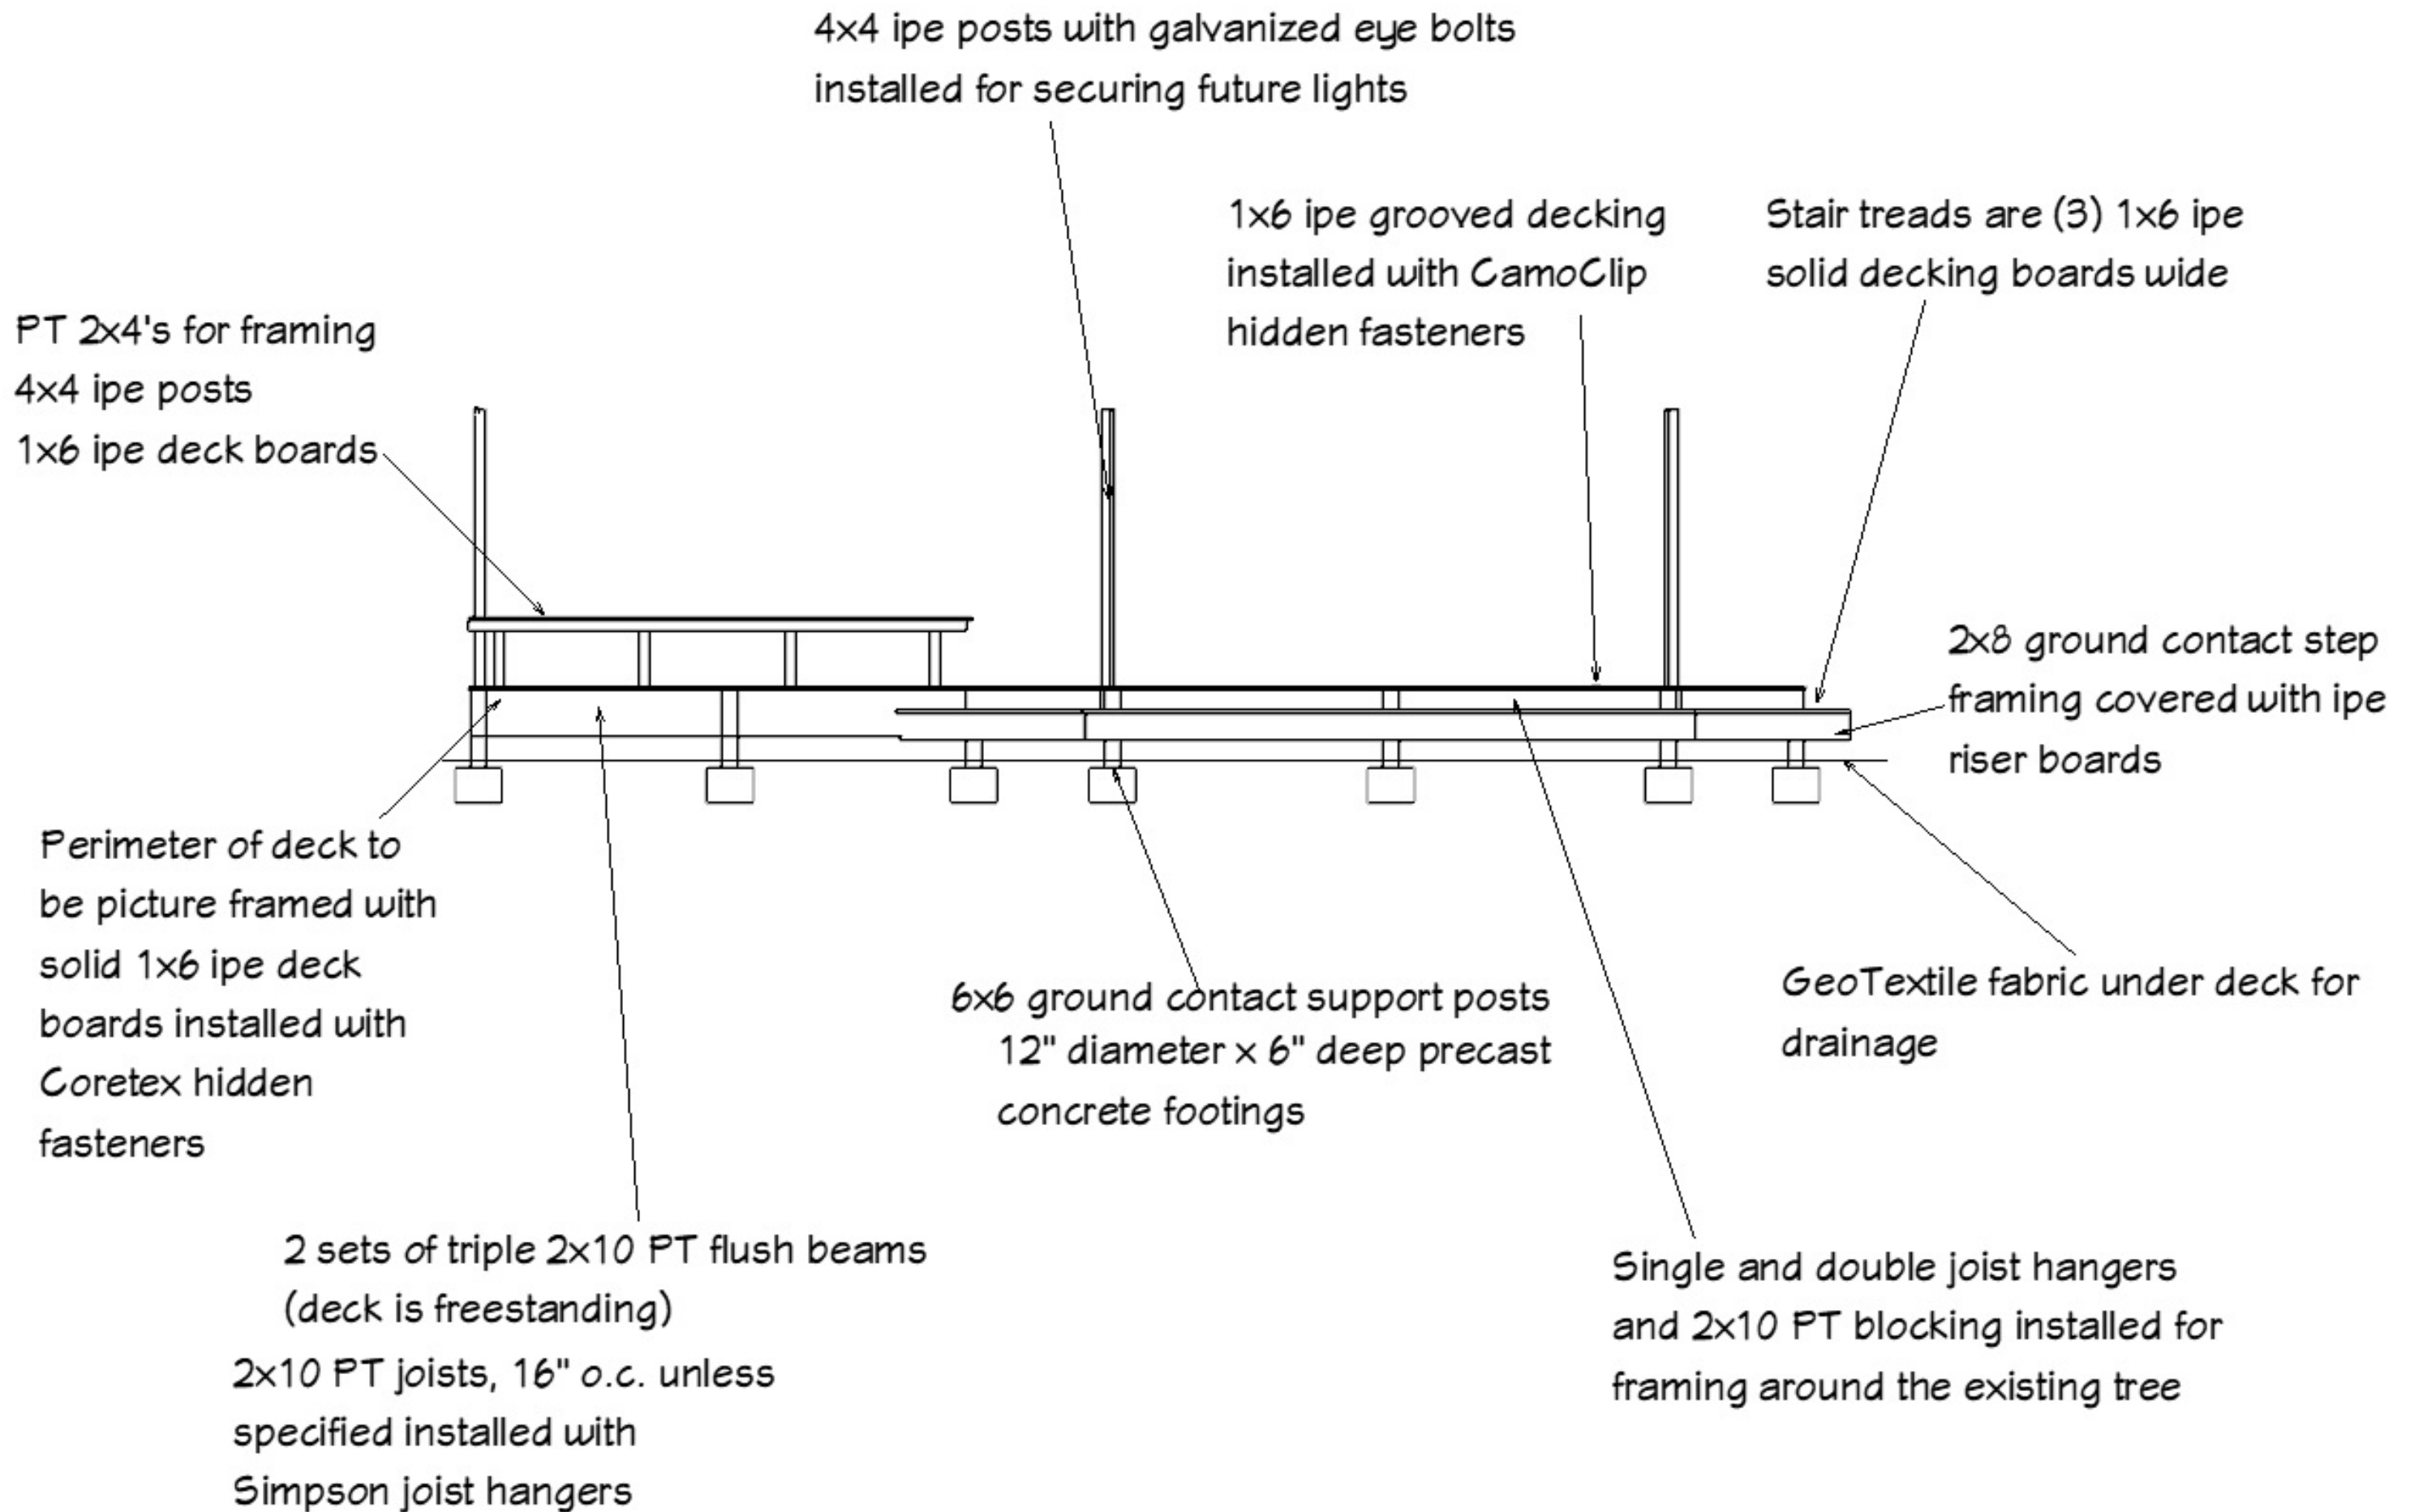 4x4 ipe posts with galvanized eye bolts
installed for securing future lights
1x6 ipe grooved decking
installed with CamoClip
hidden fasteners
Stair treads are (3) 1x6 ipe
solid decking boards wide
PT 2x4's for framing
4x4 ipe posts
1x6 ipe deck boards
2x8 ground contact step
framing covered with ipe
riser boards
Perimeter of deck to
be picture framed with
solid 1x6 ipe deck
boards installed with
Coretex hidden
fasteners
6x6 ground contact support posts
12" diameter x 6" deep precast
concrete footings
GeoTextile fabric under deck for
drainage
2 sets of triple 2x10 PT flush beams
(deck is freestanding)
2x10 PT joists, 16" o.c. unless
specified installed with
Simpson joist hangers
Single and double joist hangers
and 2x10 PT blocking installed for
framing around the existing tree